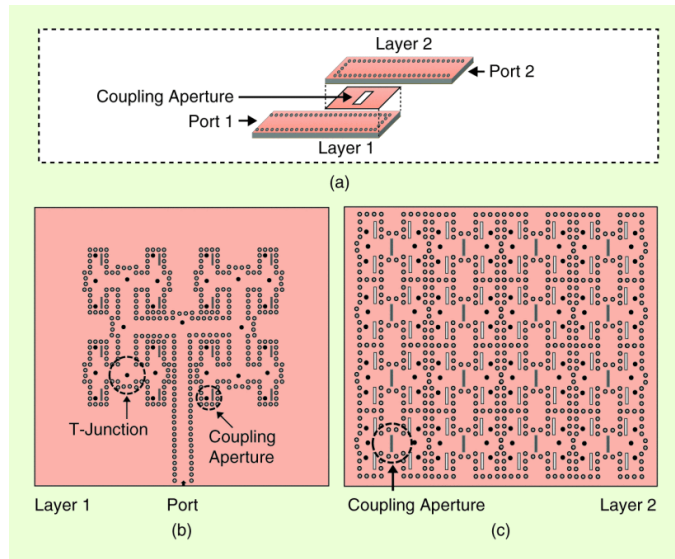 Layer 2
Port 2
Coupling Aperture
Port 1
Layer 1
(a)
T-Junction
Coupling
Aperture
Layer 1
Port
Coupling Aperture
Layer 2
(b)
(c)